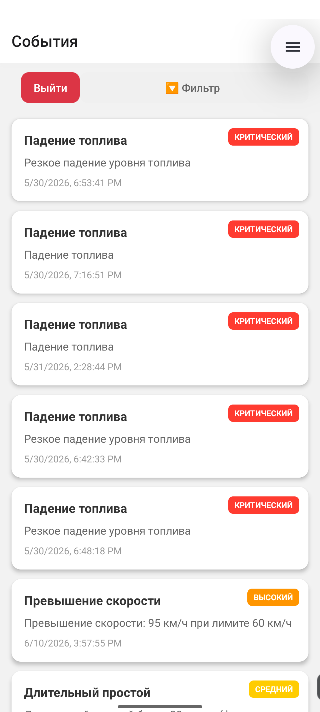 События
Выйти
Фильтр
Падение топлива
КРИТИЧЕСКИЙ
Резкое падение уровня топлива
5/30/2026, 6:53:41 PM
Падение топлива
КРИТИЧЕСКИЙ
Падение топлива
5/30/2026, 7:16:51 PM
Падение топлива
КРИТИЧЕСКИЙ
Падение топлива
5/31/2026, 2:28:44 PM
Падение топлива
КРИТИЧЕСКИЙ
Резкое падение уровня топлива
5/30/2026, 6:42:33 PM
Падение топлива
КРИТИЧЕСКИЙ
Резкое падение уровня топлива
5/30/2026, 6:48:18 PM
Превышение скорости
ВЫСОКИЙ
Превышение скорости: 95 км/ч при лимите 60 км/ч
6/10/2026, 3:57:55 PM
Длительный простой
СРЕДНИЙ